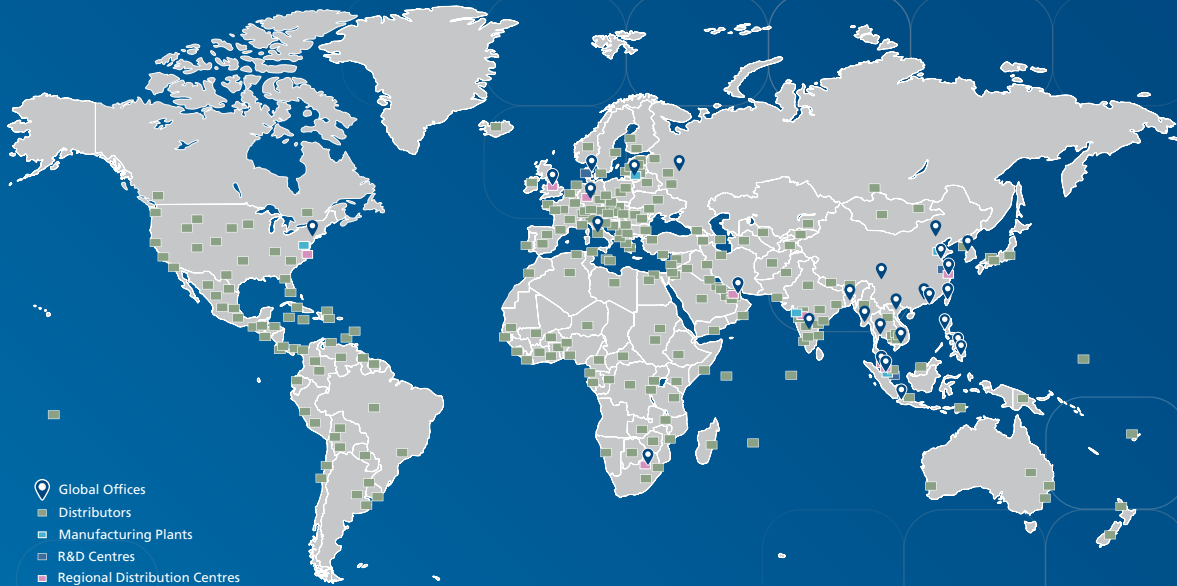 Global Offices
Distributors
Manufacturing Plants
R&D Centres
Regional Distribution Centres